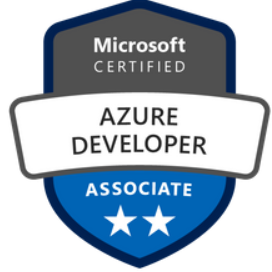 Microsoft
CERTIFIED
AZURE
DEVELOPER
ASSOCIATE